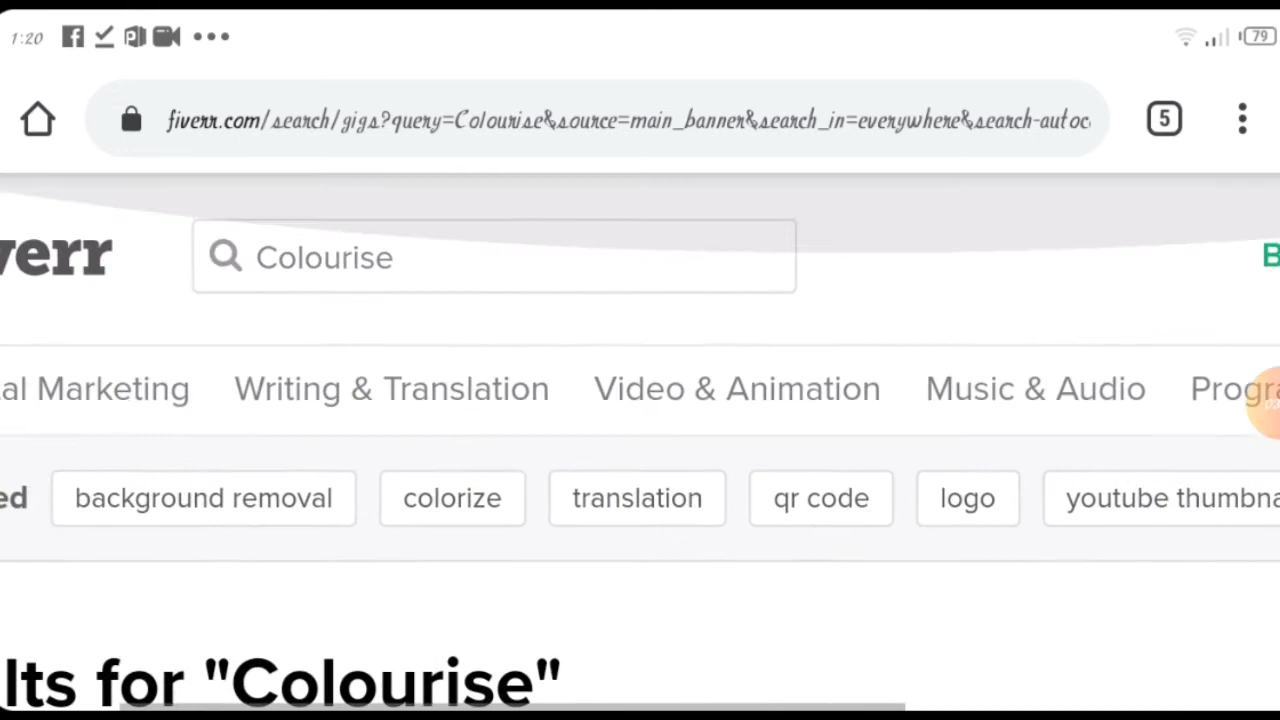 1:20 79
fiverr.com/search/gigs?query=Colourise&source=main_banner&search_in=everywhere&search-autoc 5
verr Colourise B
al Marketing Writing & Translation Video & Animation Music & Audio Progra
ed background removal colorize translation qr code logo youtube thumbna
lts for "Colourise"